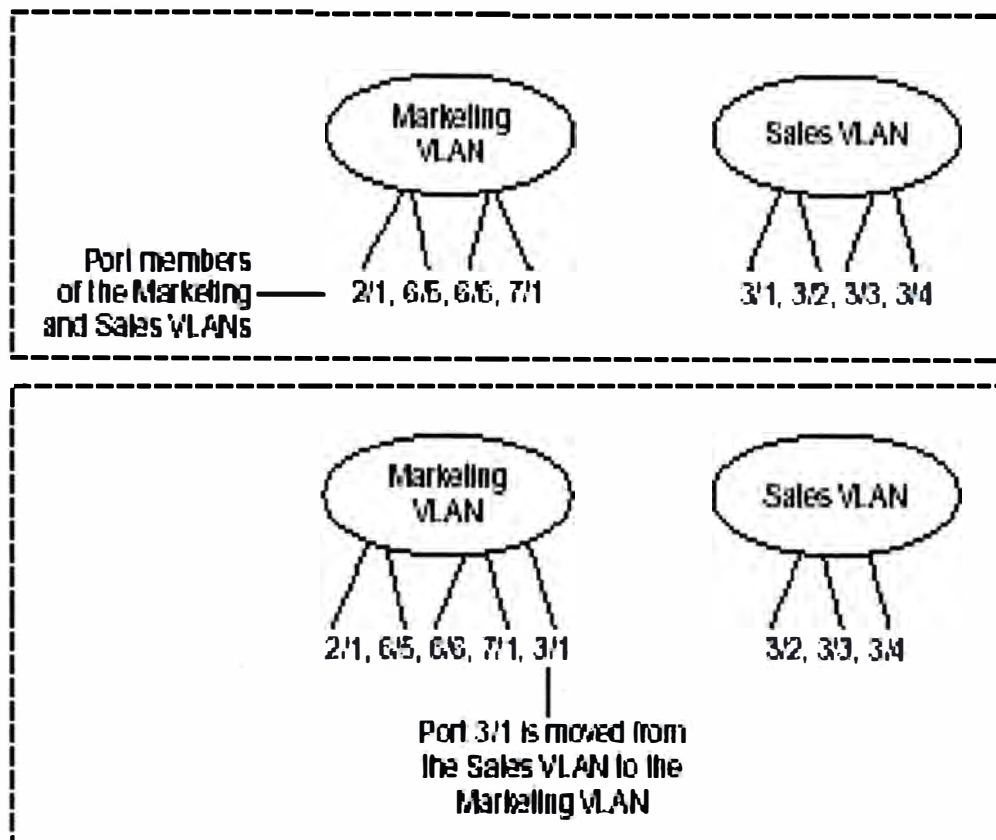 Marketing
VLAN
Sales VLAN
Port members
of the Marketing
and Sales VLANs
2/1, 6/5, 6/6, 7/1
3/1, 3/2, 3/3, 3/4
Marketing
VLAN
Sales VLAN
2/1, 6/5, 6/6, 7/1, 3/1
3/2, 3/3, 3/4
Port 3/1 is moved from
the Sales VLAN to the
Marketing VLAN